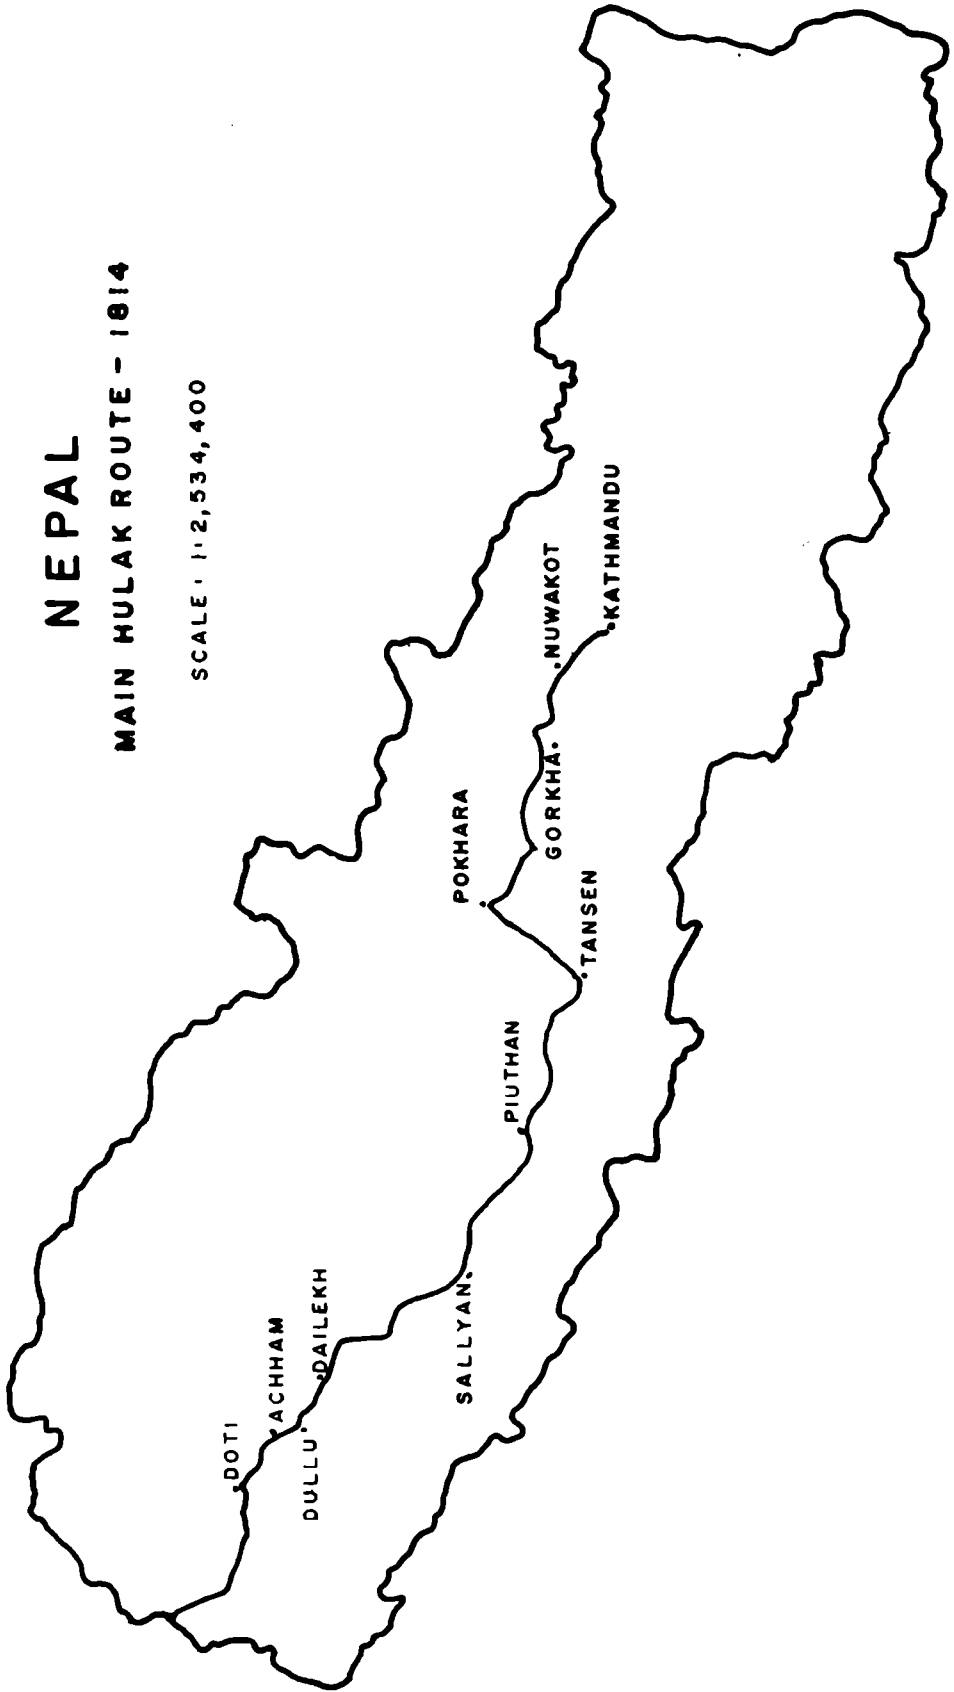 NEPAL
MAIN HULAK ROUTE - 1814
SCALE: 1:2,534,400
DOTI
ACHHAM
DULLU
DAILEKH
SALLYAN
PIUTHAN
TANSEN
POKHARA
GORKHA
NUWAKOT
KATHMANDU